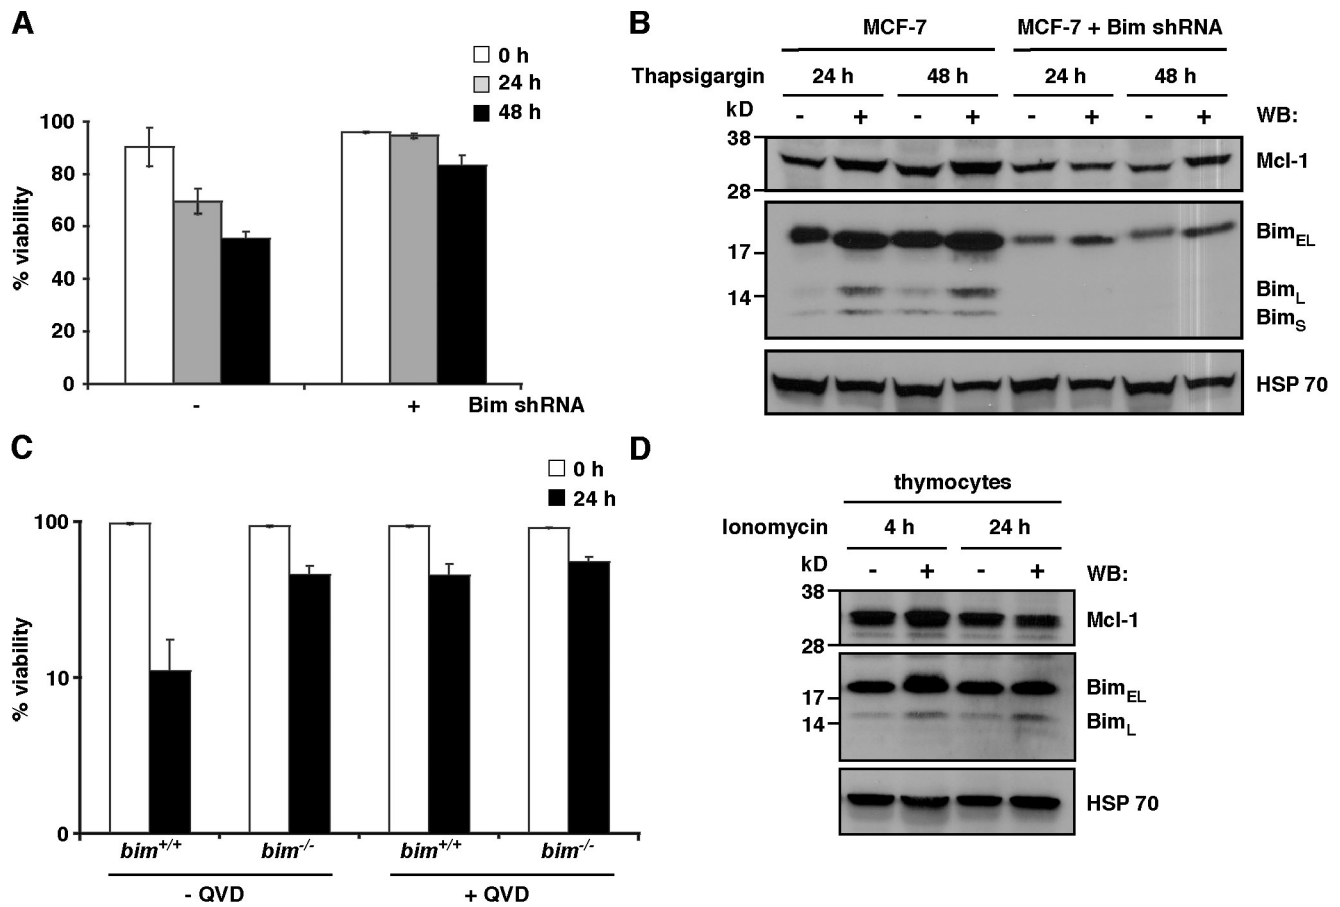 A
0 h
24 h
48 h
% viability
100
80
60
40
20
0
- + Bim shRNA
B
MCF-7 MCF-7 + Bim shRNA
Thapsigargin 24 h 48 h 24 h 48 h
kD - + - + - + - + WB:
38
Mcl-1
28
BimEL
17
14
BimL
BimS
HSP 70
C
0 h
24 h
% viability
100
10
0
bim+/+ bim-/- bim+/+ bim-/-
- QVD + QVD
D
thymocytes
Ionomycin 4 h 24 h
kD - + - + WB:
38
Mcl-1
28
BimEL
17
14
BimL
HSP 70